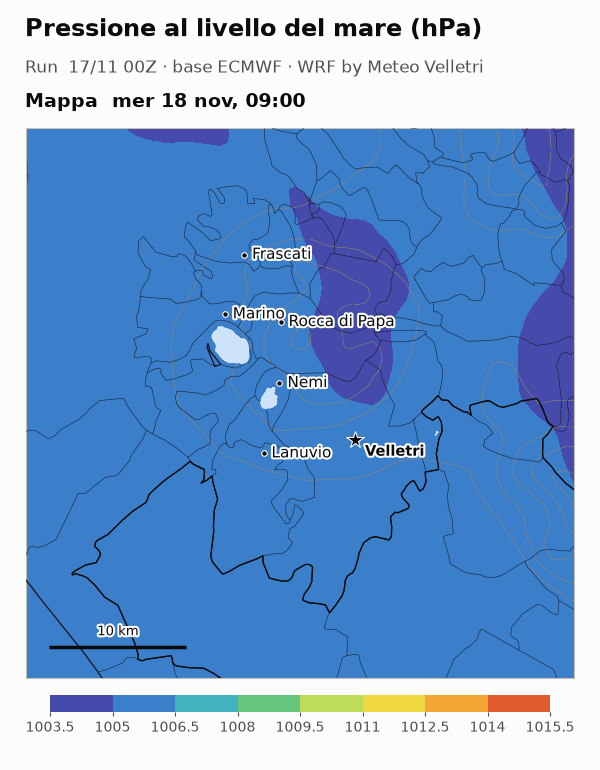 Pressione al livello del mare (hPa)
Run  17/11 00Z · base ECMWF · WRF by Meteo Velletri
Mappa  mer 18 nov, 09:00
Frascati
Marino
Rocca di Papa
Nemi
Velletri
Lanuvio
10 km
1003.5 1005 1006.5 1008 1009.5 1011 1012.5 1014 1015.5